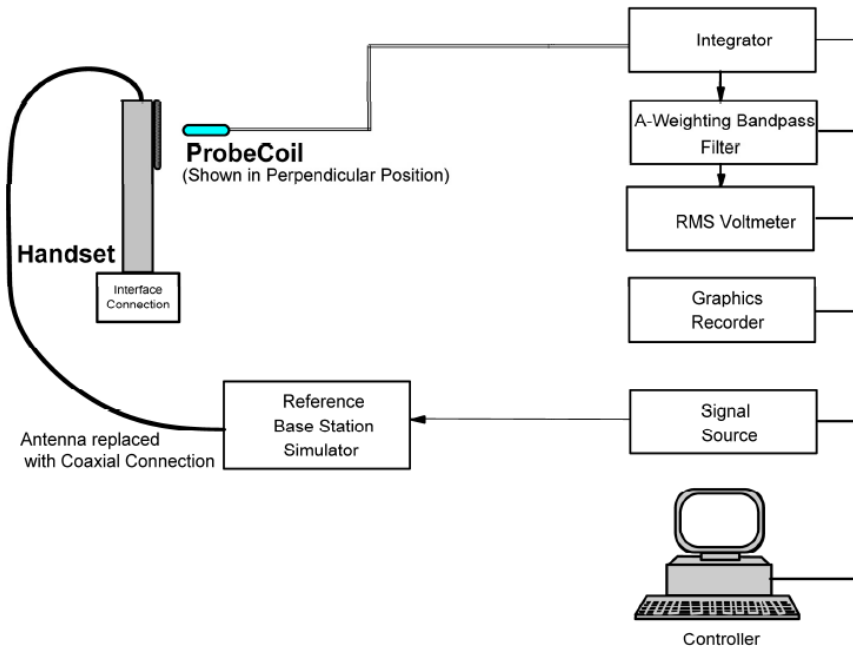 Integrator
A-Weighting Bandpass
Filter
ProbeCoil
(Shown in Perpendicular Position)
RMS Voltmeter
Handset
Interface
Connection
Graphics
Recorder
Reference
Base Station
Simulator
Signal
Source
Antenna replaced
with Coaxial Connection
Controller